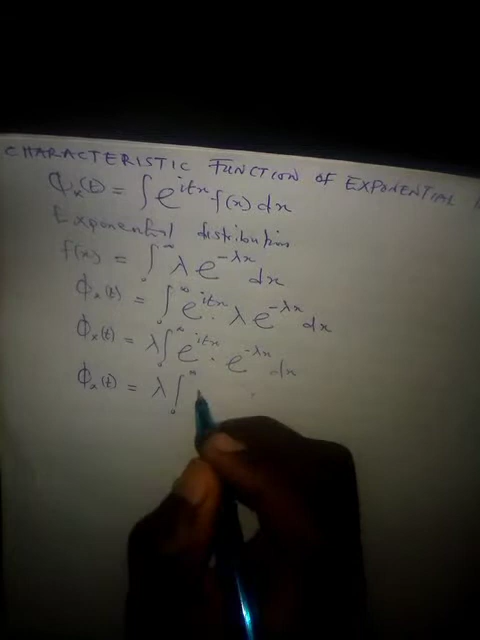 CHARACTERISTIC FUNCTION OF EXPONENTIAL
ϕₓ(t) = ∫ e^{itx} f(x) dx
Exponential distribution
f(x) = ∫₀^∞ λ e^{-λx} dx
ϕₓ(t) = ∫₀^∞ e^{itx} · λ e^{-λx} dx
ϕₓ(t) = λ ∫₀^∞ e^{itx} · e^{-λx} dx
ϕₓ(t) = λ ∫₀^∞